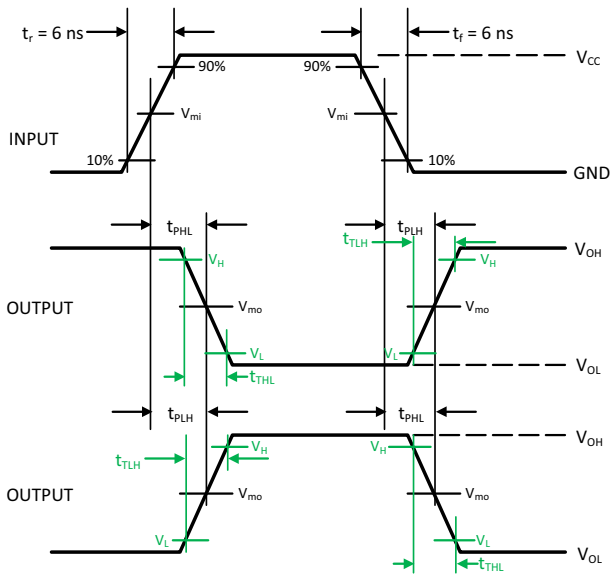 tr = 6 ns
tf = 6 ns
VCC
90%
90%
Vmi
Vmi
INPUT
10%
10%
GND
tPHL
tPLH
tTLH
VOH
VH
VH
OUTPUT
Vmo
Vmo
VL
VL
VOL
tTHL
tPLH
tPHL
VOH
VH
VH
tTLH
OUTPUT
Vmo
Vmo
VL
VL
VOL
tTHL